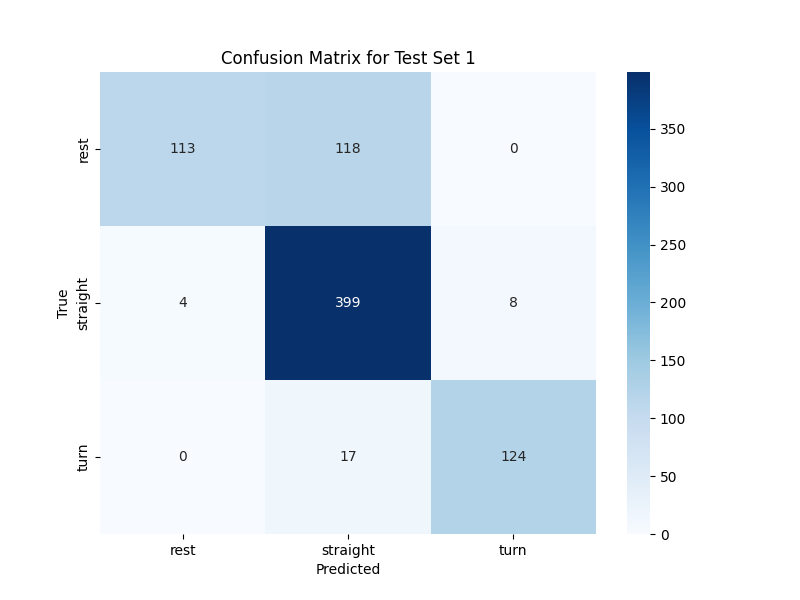 Confusion Matrix for Test Set 1
rest
113
118
0
True
straight
4
399
8
turn
0
17
124
rest
straight
turn
Predicted
350
300
250
200
150
100
50
0